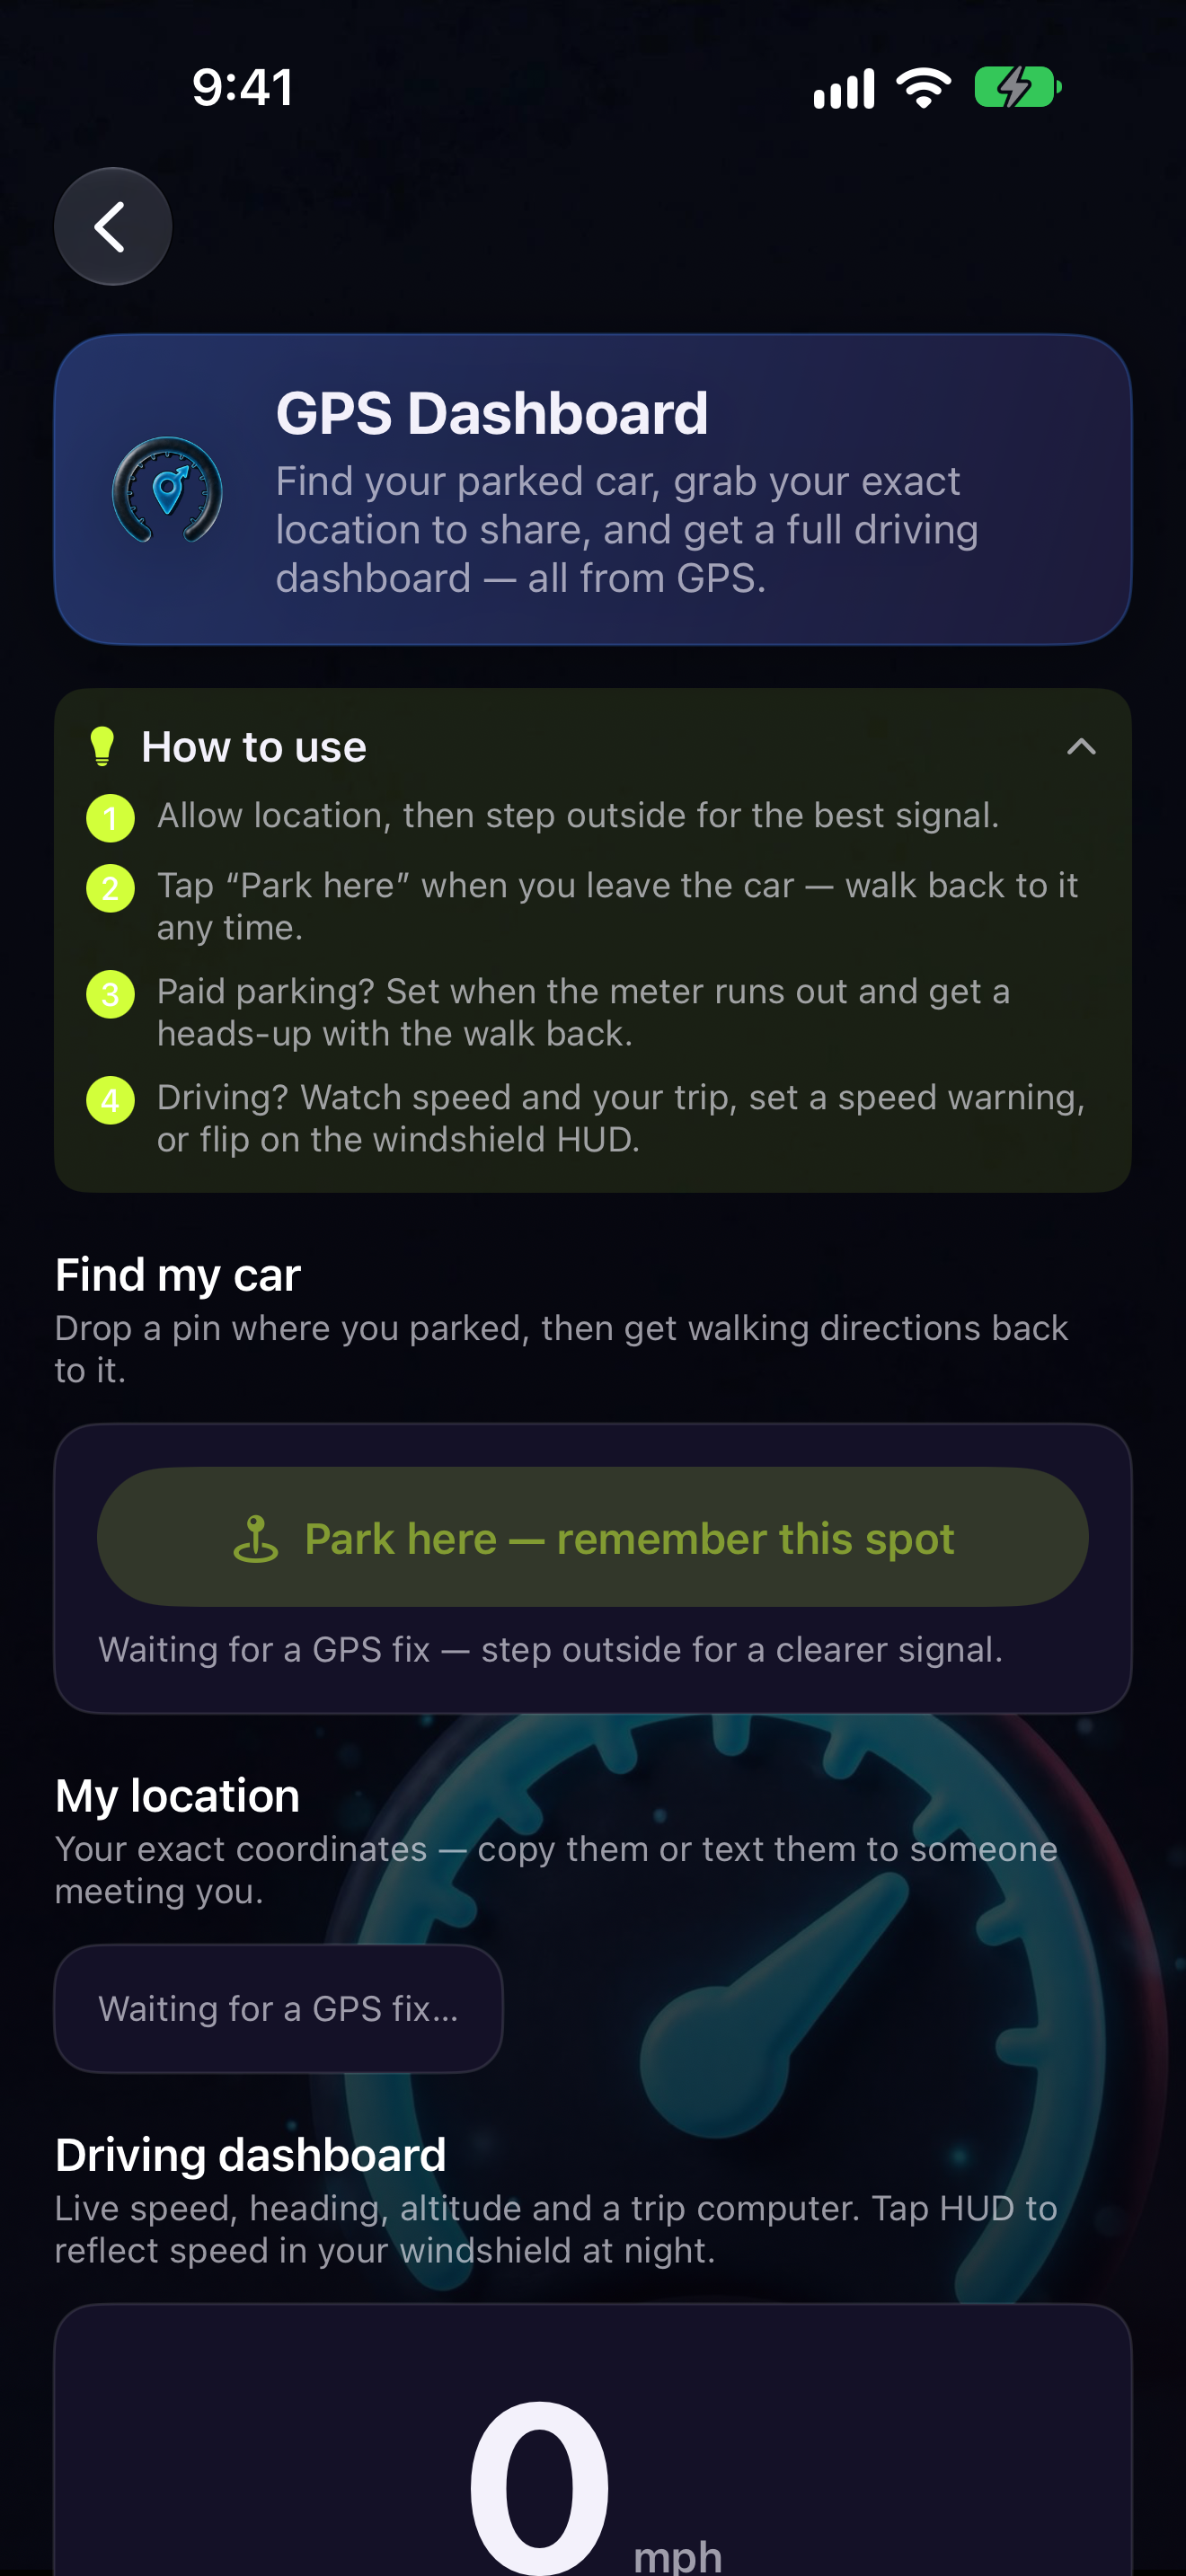 9:41
GPS Dashboard
Find your parked car, grab your exact
location to share, and get a full driving
dashboard — all from GPS.
How to use
1 Allow location, then step outside for the best signal.
2 Tap “Park here” when you leave the car — walk back to it
any time.
3 Paid parking? Set when the meter runs out and get a
heads-up with the walk back.
4 Driving? Watch speed and your trip, set a speed warning,
or flip on the windshield HUD.
Find my car
Drop a pin where you parked, then get walking directions back
to it.
Park here — remember this spot
Waiting for a GPS fix — step outside for a clearer signal.
My location
Your exact coordinates — copy them or text them to someone
meeting you.
Waiting for a GPS fix…
Driving dashboard
Live speed, heading, altitude and a trip computer. Tap HUD to
reflect speed in your windshield at night.
0 mph